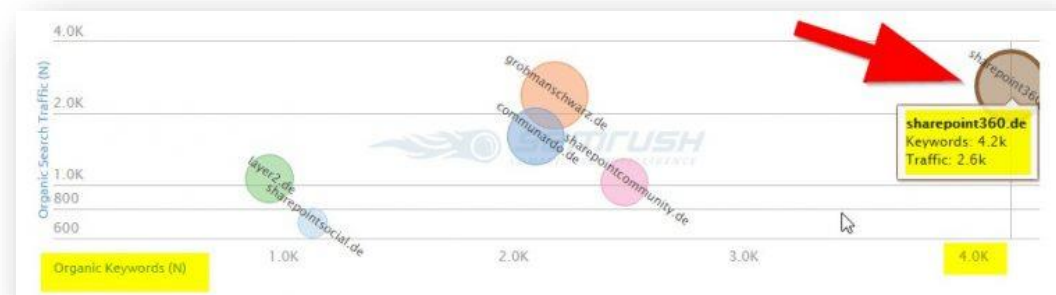 4.0K
Organic Search Traffic (N)
sharepoint360
grobmanschwarz.de
2.0K
communardo.de
SEMRUSH
sharepoint360.de
Keywords: 4.2k
Traffic: 2.6k
sharepointcommunity.de
layer2.de
1.0K
sharepointsocial.de
800
600
1.0K
2.0K
3.0K
4.0K
Organic Keywords (N)